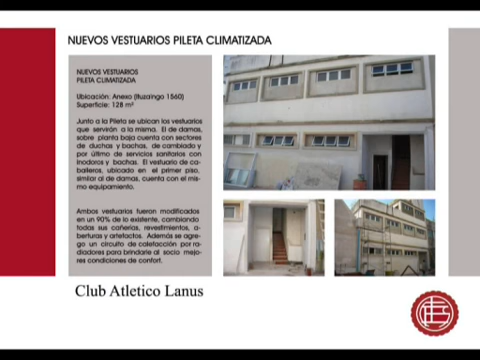 NUEVOS VESTUARIOS PILETA CLIMATIZADA
NUEVOS VESTUARIOS
PILETA CLIMATIZADA
Ubicación: Anexo (Ituzaingo 1560)
Superficie: 128 m²
Junto a la Pileta se ubican los vestuarios
que servirán a la misma. El de damas,
sobre planta baja cuenta con sectores
de duchas y bachas, de cambiado y
por último de servicios sanitarios con
inodoros y bachas. El vestuario de ca-
balleros, ubicado en el primer piso,
similar al de damas, cuenta con el mis-
mo equipamiento.
Ambos vestuarios fueron modificados
en un 90% de lo existente, cambiando
todas sus cañerías, revestimientos, a-
berturas y artefactos. Además se agre-
go un circuito de calefacción por ra-
diadores para brindarle al socio mejo-
res condiciones de confort.
Club Atletico Lanus